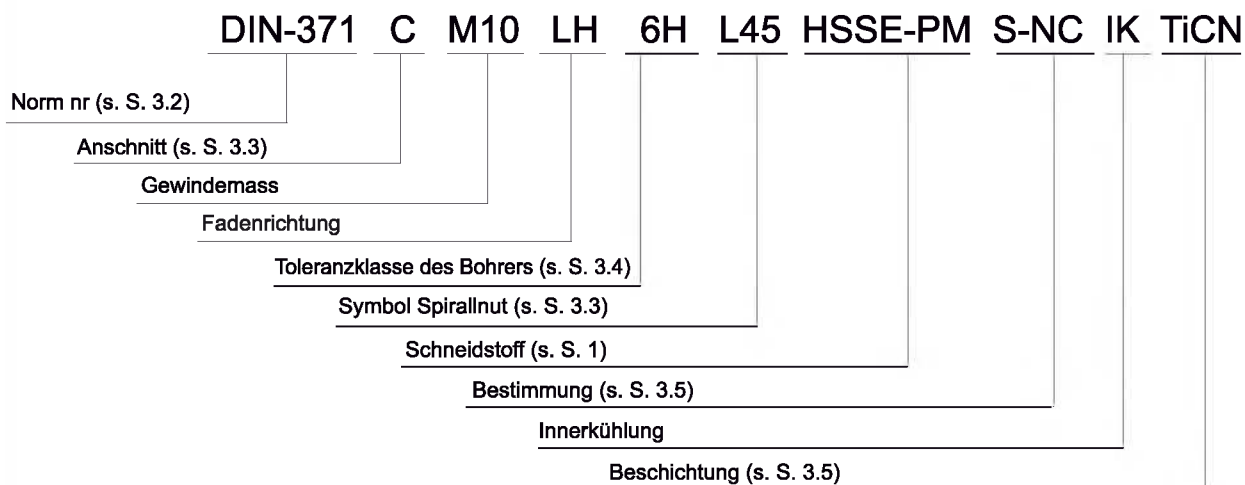 DIN-371 C M10 LH 6H L45 HSSE-PM S-NC IK TiCN
Norm nr (s. S. 3.2)
Anschnitt (s. S. 3.3)
Gewindemass
Fadenrichtung
Toleranzklasse des Bohrers (s. S. 3.4)
Symbol Spirallnut (s. S. 3.3)
Schneidstoff (s. S. 1)
Bestimmung (s. S. 3.5)
Innerkühlung
Beschichtung (s. S. 3.5)